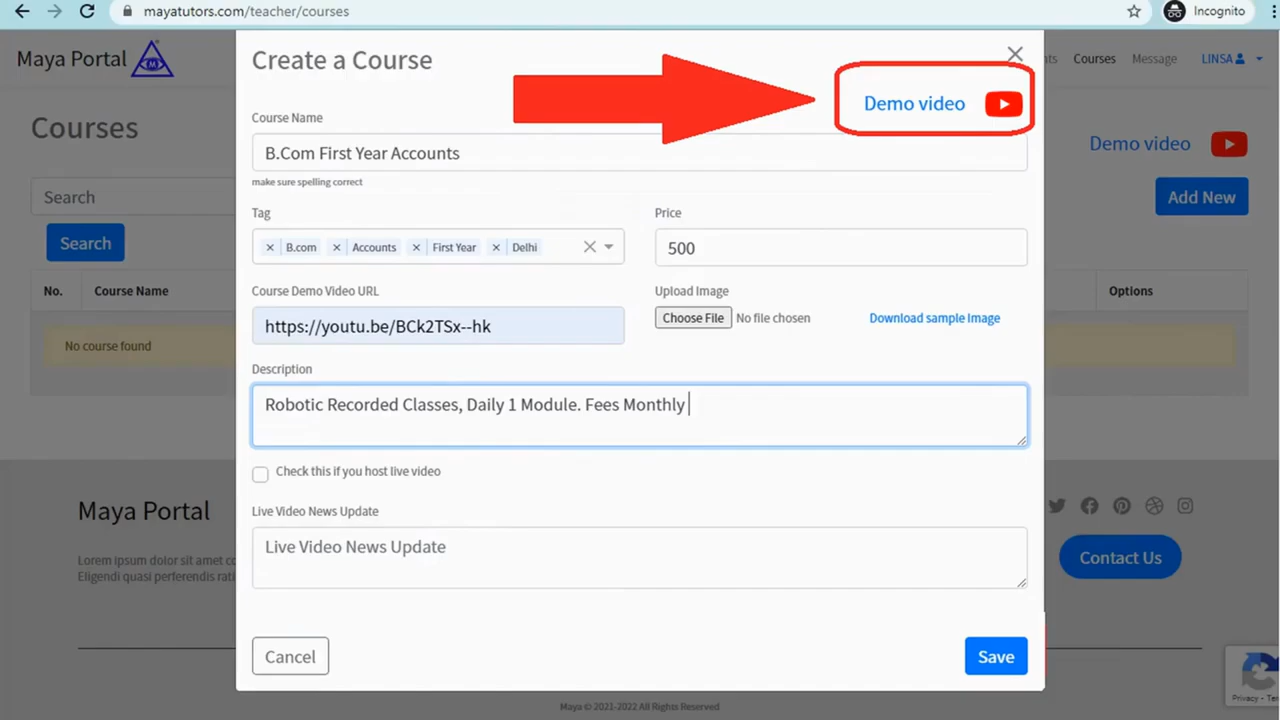 mayatutors.com/teacher/courses
Incognito
Maya Portal
Courses
Message
LINSA
Create a Course
Demo video
Courses
Demo video
Course Name
B.Com First Year Accounts
make sure spelling correct
Search
Add New
Tag
Price
B.com
Accounts
First Year
Delhi
500
Search
No.
Course Name
Options
Course Demo Video URL
Upload Image
https://youtu.be/BCk2TSx--hk
Choose File No file chosen
Download sample Image
No course found
Description
Robotic Recorded Classes, Daily 1 Module. Fees Monthly
Check this if you host live video
Live Video News Update
Live Video News Update
Maya Portal
Lorem ipsum dolor sit amet
Eligendi quasi perferendis
Contact Us
Cancel
Save
Maya © 2021-2022 All Rights Reserved